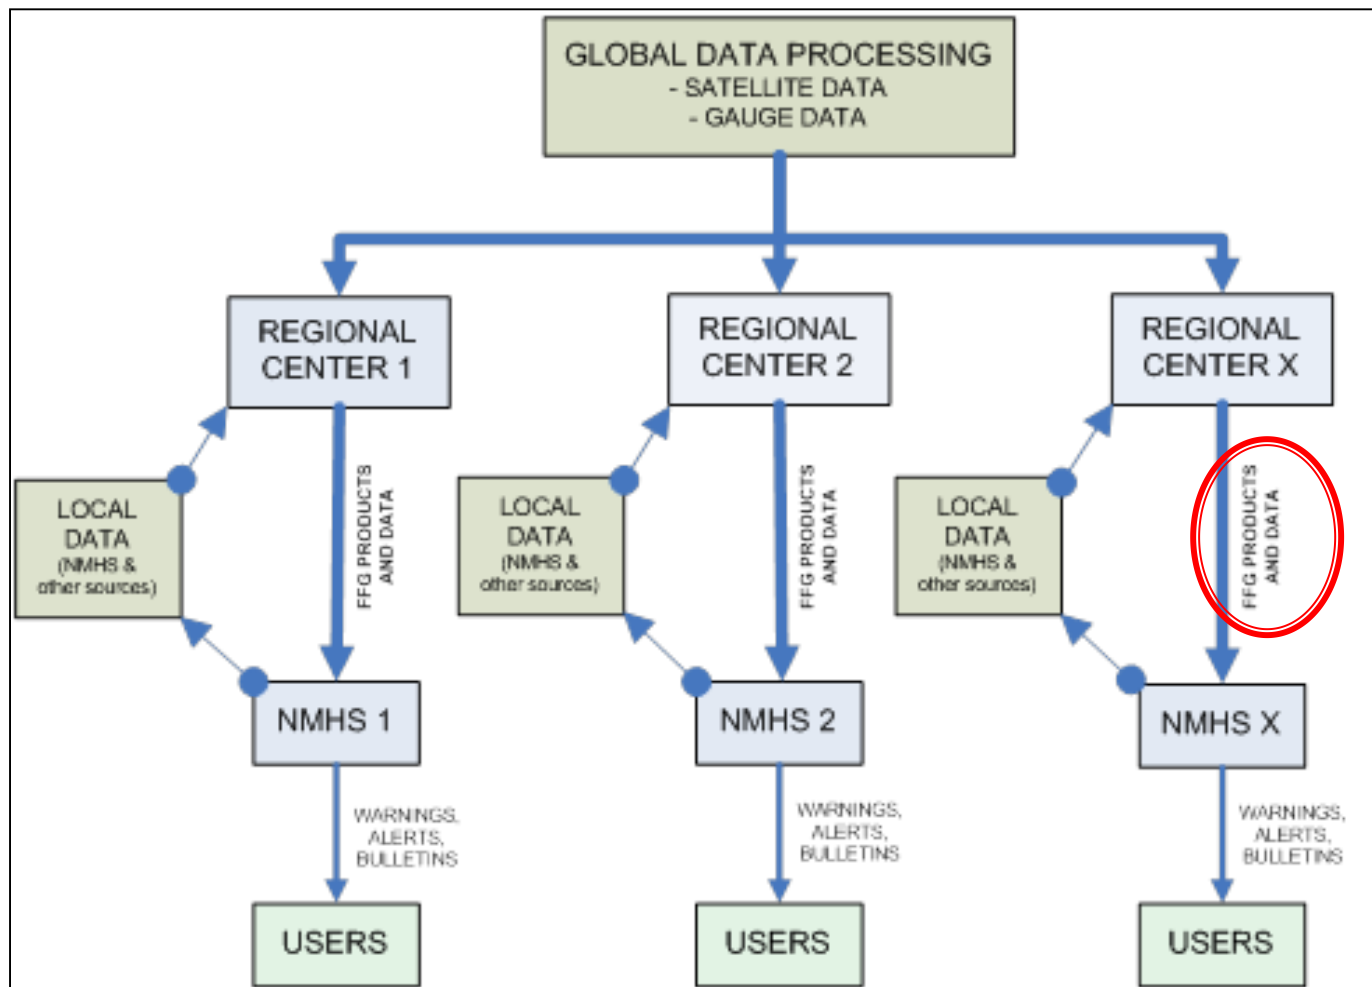 GLOBAL DATA PROCESSING
- SATELLITE DATA
- GAUGE DATA
REGIONAL
CENTER 1
REGIONAL
CENTER 2
REGIONAL
CENTER X
LOCAL
DATA
(NMHS &
other sources)
FFG PRODUCTS
AND DATA
LOCAL
DATA
(NMHS &
other sources)
FFG PRODUCTS
AND DATA
LOCAL
DATA
(NMHS &
other sources)
FFG PRODUCTS
AND DATA
NMHS 1
NMHS 2
NMHS X
WARNINGS,
ALERTS,
BULLETINS
WARNINGS,
ALERTS,
BULLETINS
WARNINGS,
ALERTS,
BULLETINS
USERS
USERS
USERS